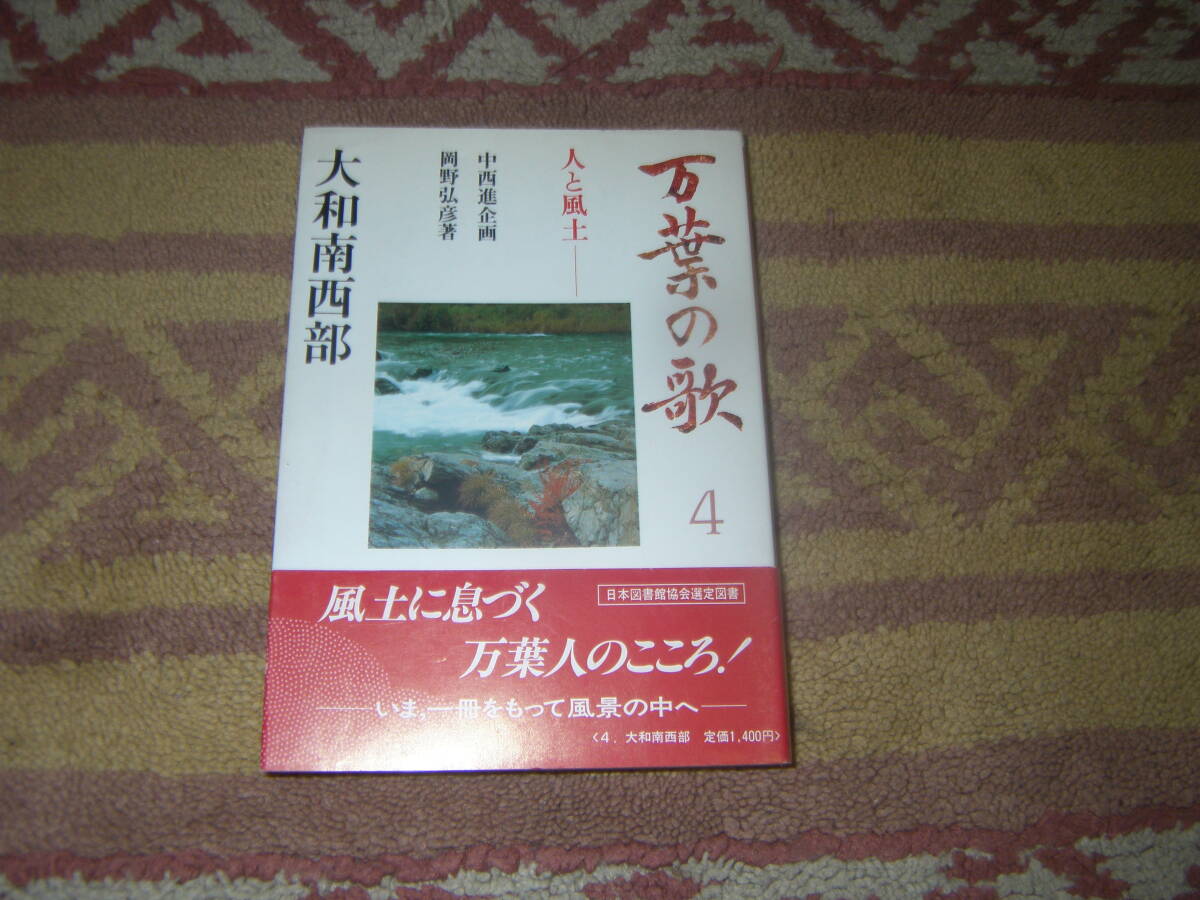 万葉の歌 4
人と風土——
中西進企画
岡野弘彦著
大和南西部
日本図書館協会選定図書
風土に息づく
万葉人のこころ!
——いま,一冊をもって風景の中へ——
〈4. 大和南西部 定価1,400円〉